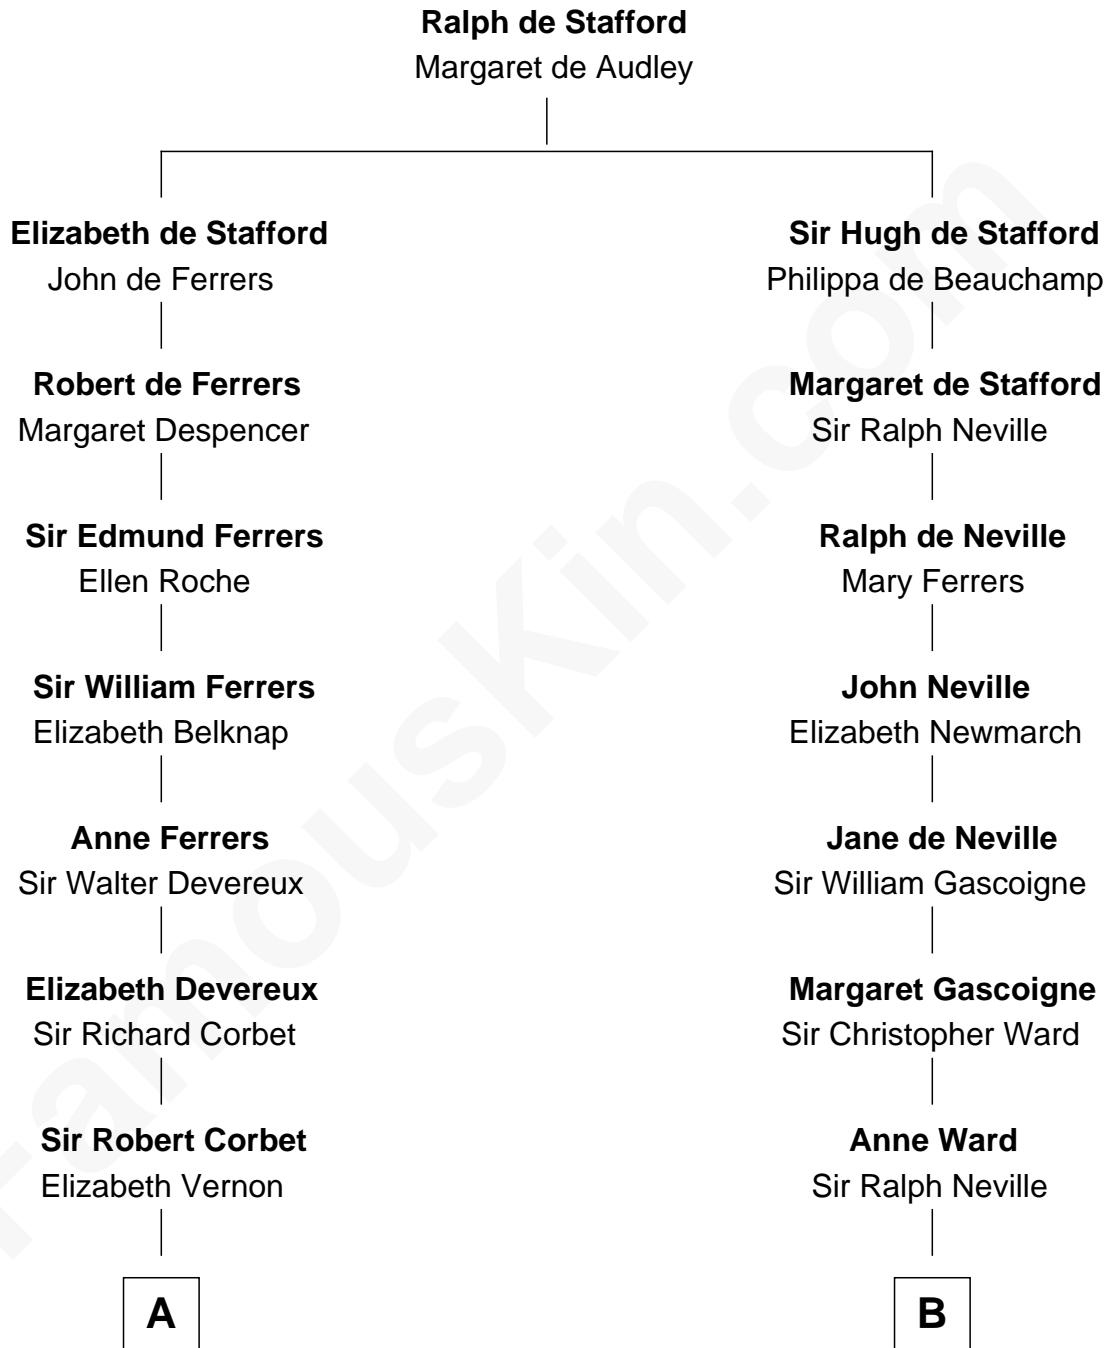 Ralph de Stafford
Margaret de Audley
Elizabeth de Stafford
John de Ferrers
Sir Hugh de Stafford
Philippa de Beauchamp
Robert de Ferrers
Margaret Despencer
Margaret de Stafford
Sir Ralph Neville
Sir Edmund Ferrers
Ellen Roche
Ralph de Neville
Mary Ferrers
Sir William Ferrers
Elizabeth Belknap
John Neville
Elizabeth Newmarch
Anne Ferrers
Sir Walter Devereux
Jane de Neville
Sir William Gascoigne
Elizabeth Devereux
Sir Richard Corbet
Margaret Gascoigne
Sir Christopher Ward
Sir Robert Corbet
Elizabeth Vernon
Anne Ward
Sir Ralph Neville
A
B
FamousKin.com